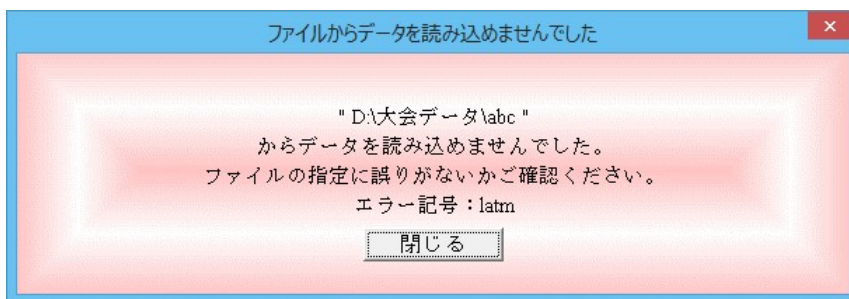 ファイルからデータを読み込めませんでした
" D:\大会データ\abc "
からデータを読み込めませんでした。
ファイルの指定に誤りがないかご確認ください。
エラー記号：latm
閉じる